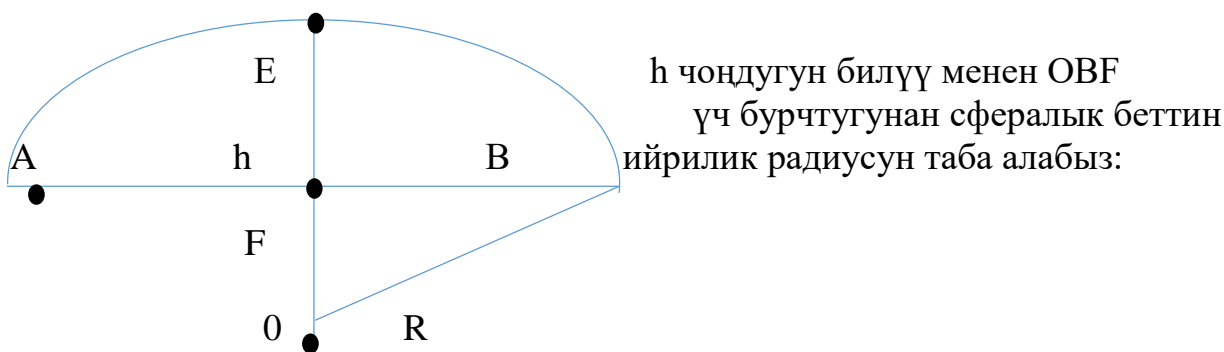 E
h чоңдугун билүү менен OBF
үч бурчтугунан сфералык беттин
A h B ийрилик радиусун таба алабыз:
F
0 R